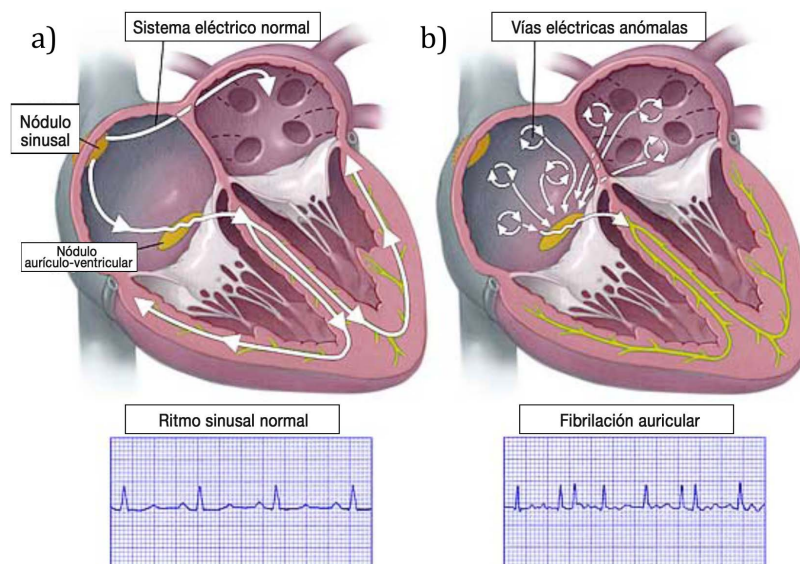 a)
Sistema eléctrico normal
Nódulo
sinusal
Nódulo
aurículo-ventricular
Ritmo sinusal normal
b)
Vías eléctricas anómalas
Fibrilación auricular